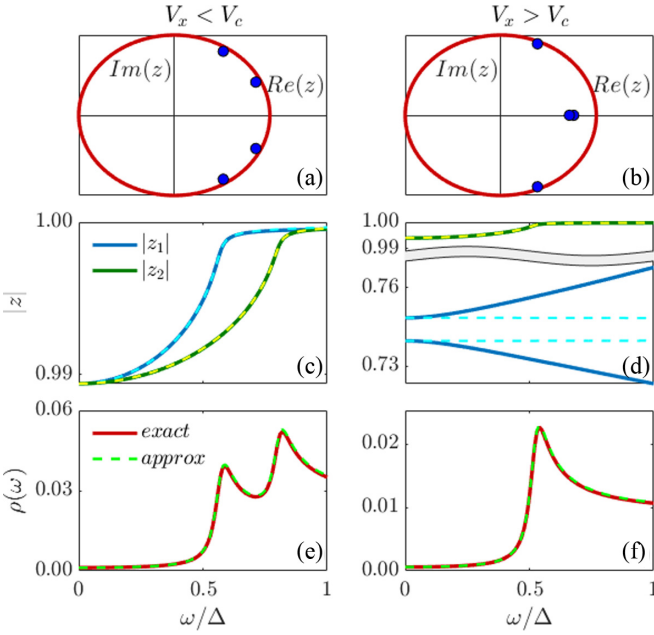 V_x < V_c
V_x > V_c
Im(z)
Re(z)
(a)
Im(z)
Re(z)
(b)
1.00
0.99
|z|
|z_1|
|z_2|
(c)
1.00
0.99
0.76
0.73
(d)
0.06
0.03
0.00
ρ(ω)
exact
approx
(e)
0
0.5
1
ω/Δ
0.02
0.01
0.00
(f)
0
0.5
1
ω/Δ